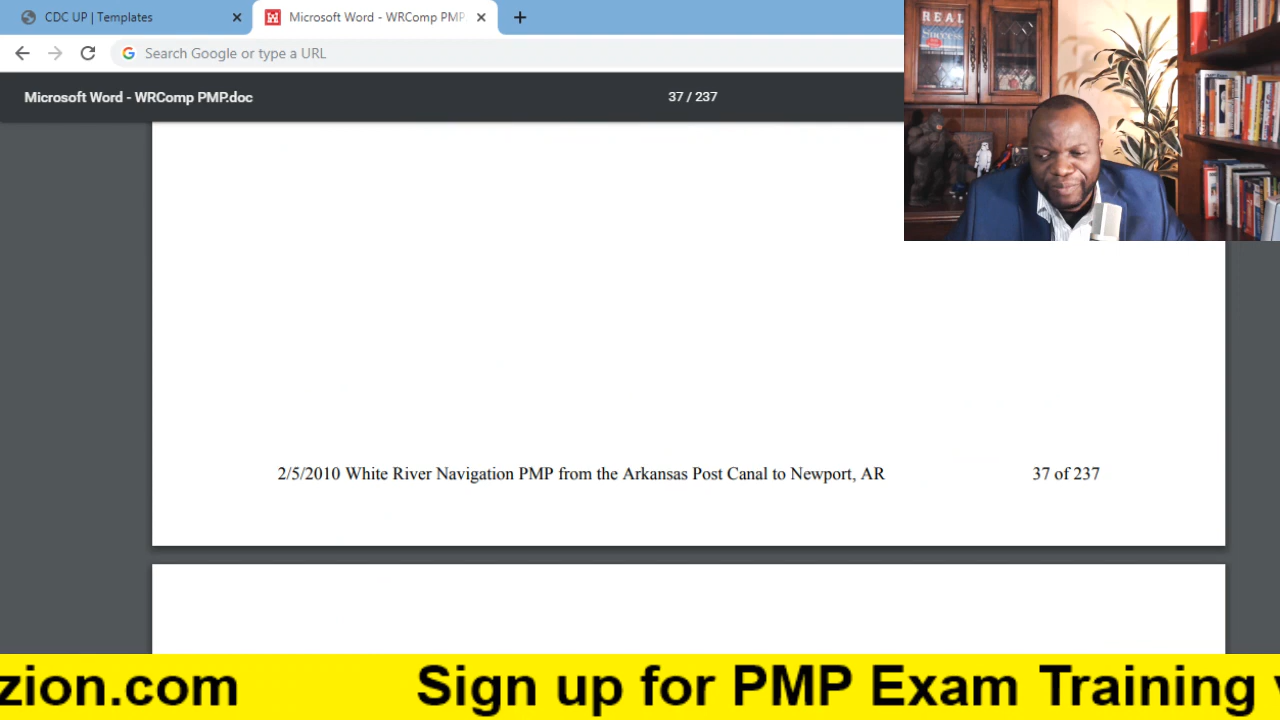 CDC UP | Templates
Microsoft Word - WRComp PMP
Search Google or type a URL
Microsoft Word - WRComp PMP.doc
37 / 237
REAL
Success
2/5/2010 White River Navigation PMP from the Arkansas Post Canal to Newport, AR
37 of 237
zion.com
Sign up for PMP Exam Training